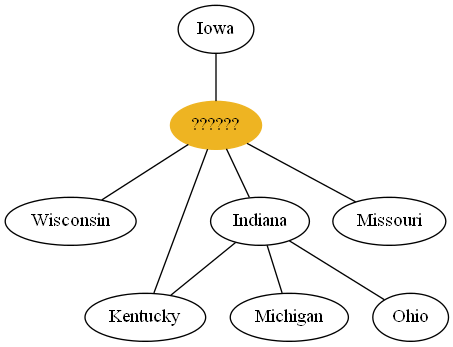 Iowa
??????
Wisconsin
Indiana
Missouri
Kentucky
Michigan
Ohio